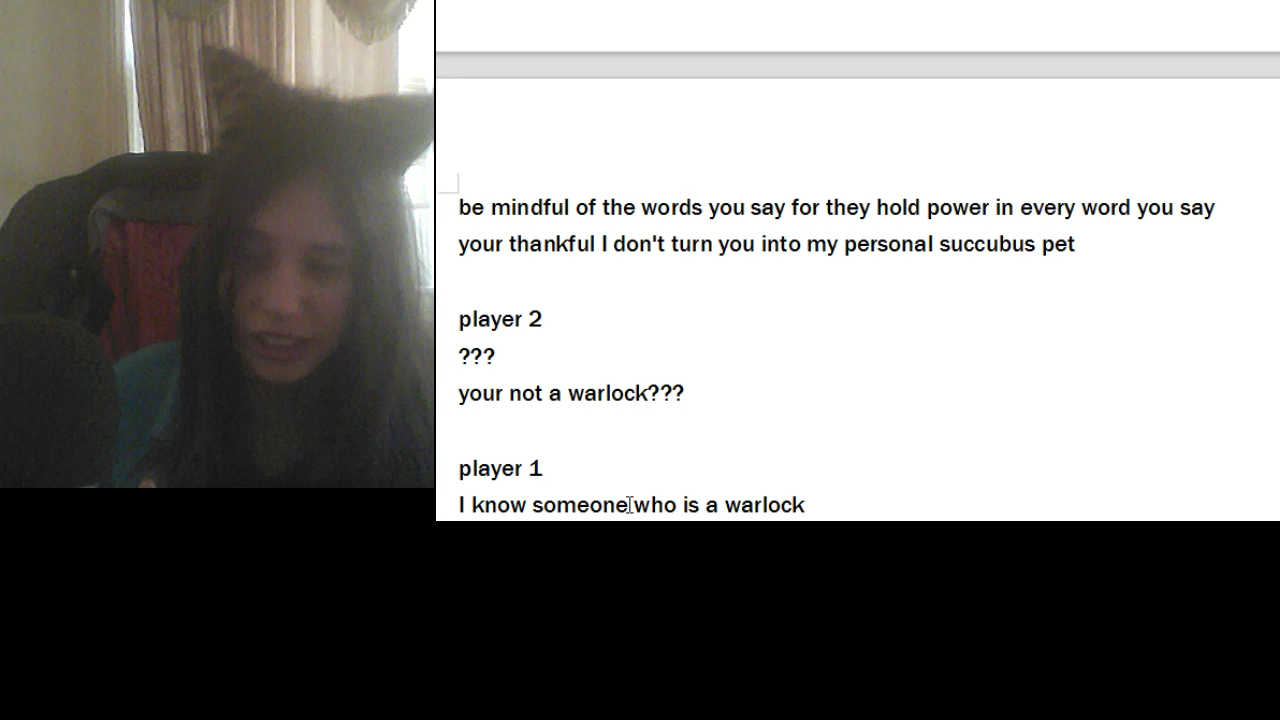 be mindful of the words you say for they hold power in every word you say
your thankful I don't turn you into my personal succubus pet
player 2
???
your not a warlock???
player 1
I know someone who is a warlock